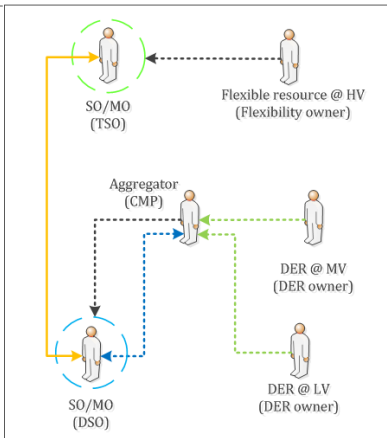 SO/MO
(TSO)
Flexible resource @ HV
(Flexibility owner)
Aggregator
(CMP)
DER @ MV
(DER owner)
SO/MO
(DSO)
DER @ LV
(DER owner)